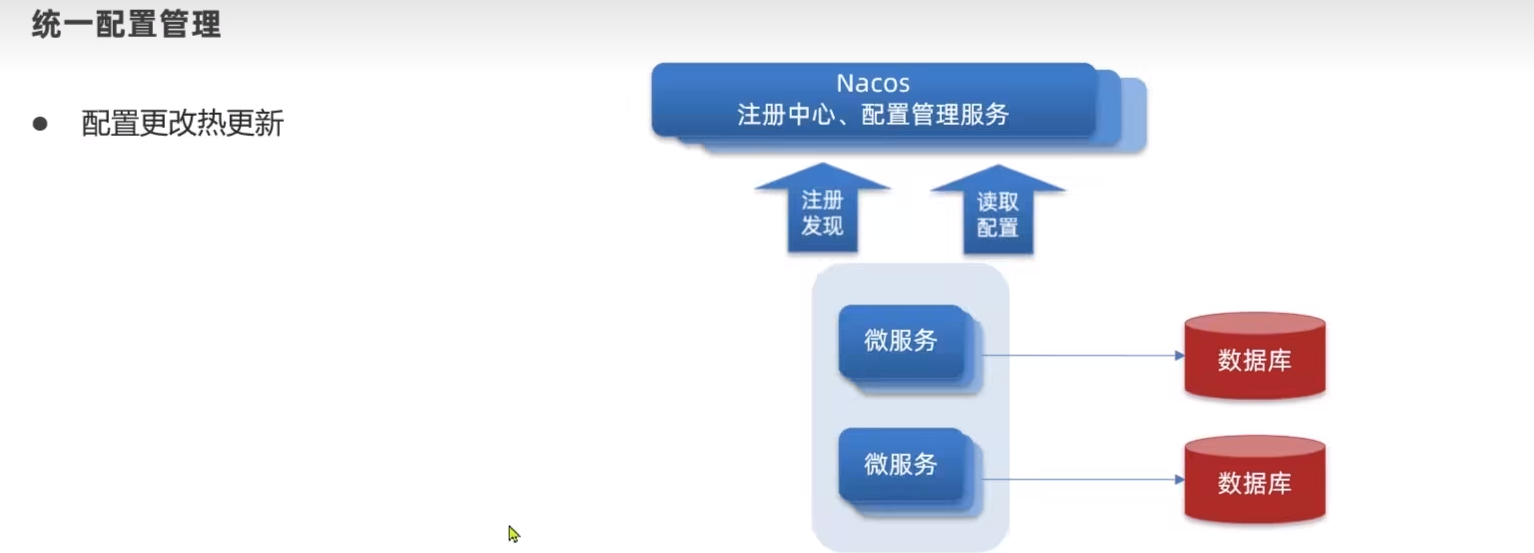 统一配置管理
配置更改热更新
Nacos
注册中心、配置管理服务
注册
发现
读取
配置
微服务
数据库
微服务
数据库